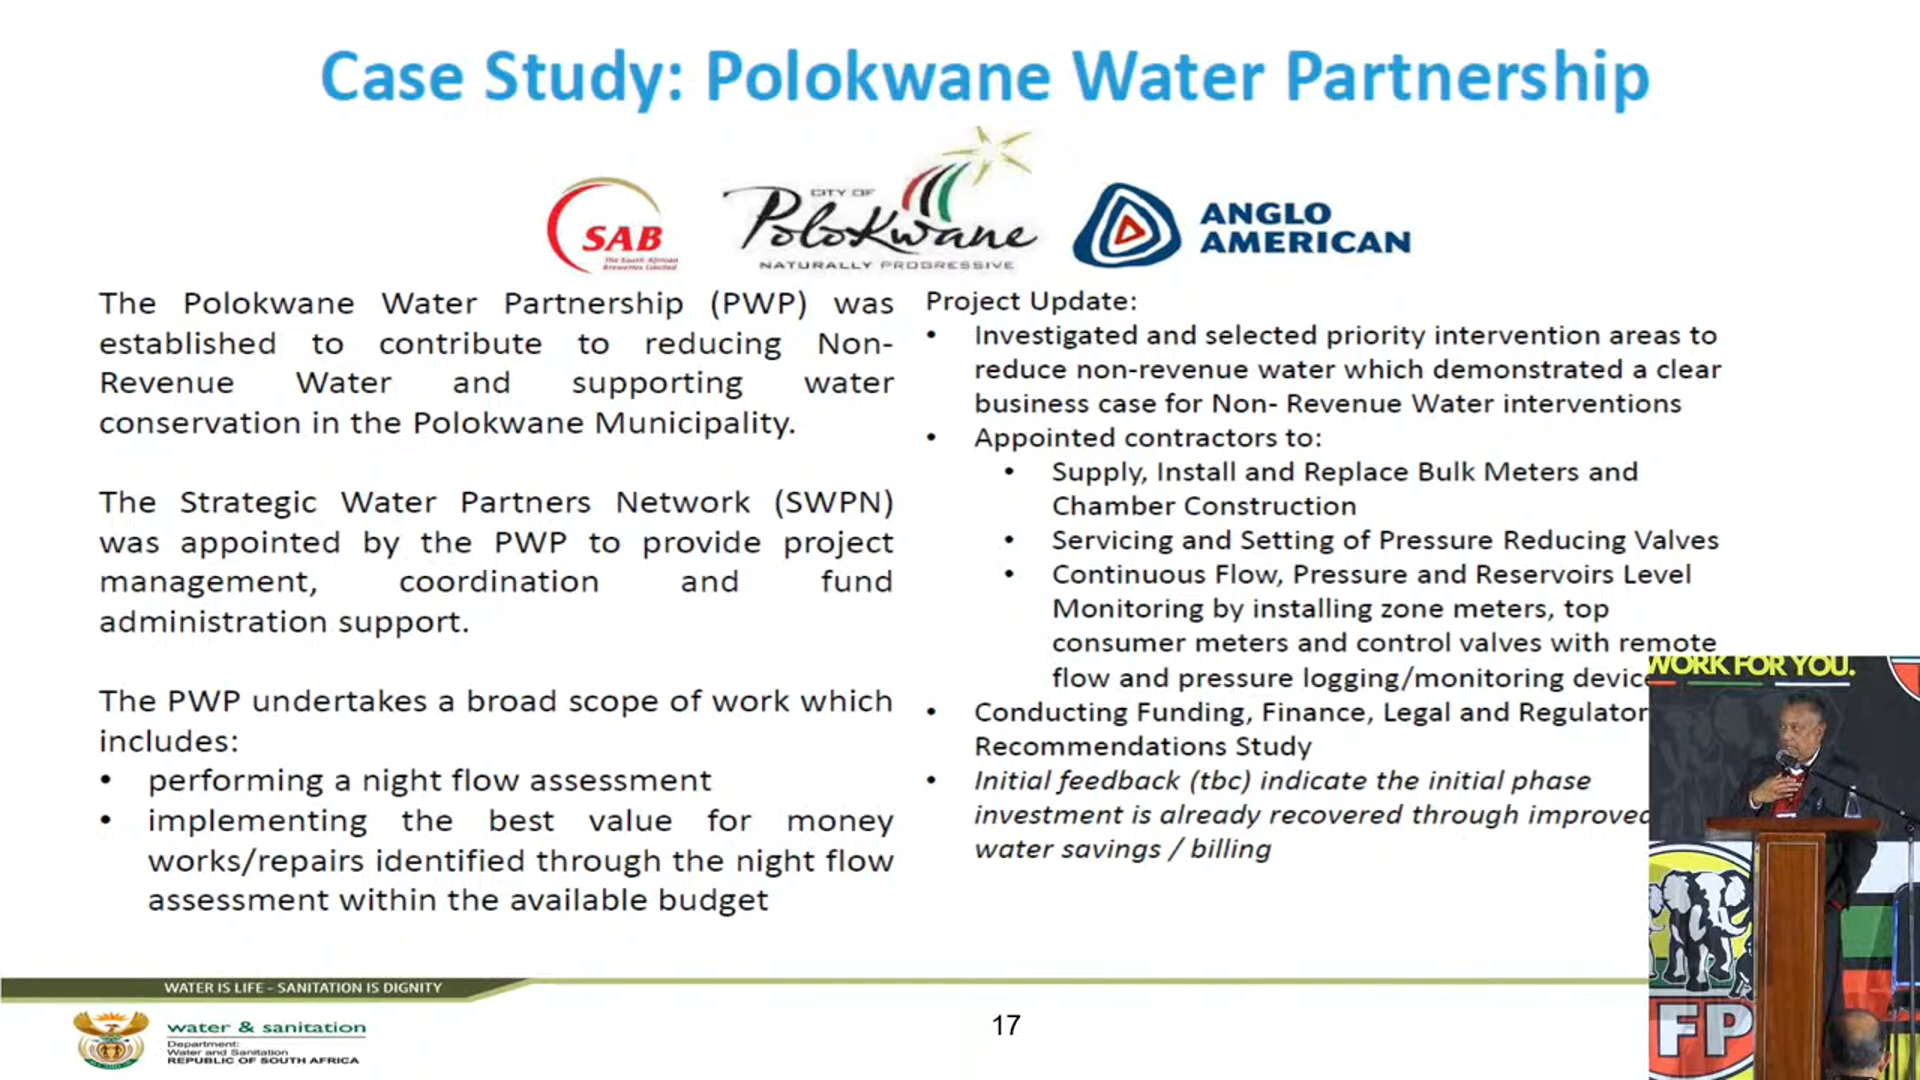 Case Study: Polokwane Water Partnership
SAB
The South African
Breweries Limited
CITY OF
PoloKwane
NATURALLY PROGRESSIVE
ANGLO
AMERICAN
The Polokwane Water Partnership (PWP) was
established to contribute to reducing Non-
Revenue Water and supporting water
conservation in the Polokwane Municipality.
The Strategic Water Partners Network (SWPN)
was appointed by the PWP to provide project
management, coordination and fund
administration support.
The PWP undertakes a broad scope of work which
includes:
• performing a night flow assessment
• implementing the best value for money
works/repairs identified through the night flow
assessment within the available budget
Project Update:
• Investigated and selected priority intervention areas to
reduce non-revenue water which demonstrated a clear
business case for Non- Revenue Water interventions
• Appointed contractors to:
• Supply, Install and Replace Bulk Meters and
Chamber Construction
• Servicing and Setting of Pressure Reducing Valves
• Continuous Flow, Pressure and Reservoirs Level
Monitoring by installing zone meters, top
consumer meters and control valves with remote
flow and pressure logging/monitoring device
• Conducting Funding, Finance, Legal and Regulator
Recommendations Study
• Initial feedback (tbc) indicate the initial phase
investment is already recovered through improved
water savings / billing
WORK FOR YOU.
FP
WATER IS LIFE - SANITATION IS DIGNITY
water & sanitation
Department:
Water and Sanitation
REPUBLIC OF SOUTH AFRICA
17